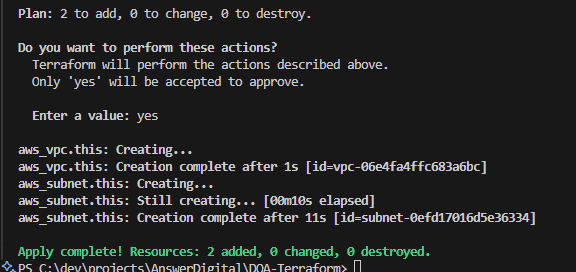 Plan: 2 to add, 0 to change, 0 to destroy.
Do you want to perform these actions?
Terraform will perform the actions described above.
Only 'yes' will be accepted to approve.
Enter a value: yes
aws_vpc.this: Creating...
aws_vpc.this: Creation complete after 1s [id=vpc-06e4fa4ffc683a6bc]
aws_subnet.this: Creating...
aws_subnet.this: Still creating... [00m10s elapsed]
aws_subnet.this: Creation complete after 11s [id=subnet-0efd17016d5e36334]
Apply complete! Resources: 2 added, 0 changed, 0 destroyed.
PS C:\dev\projects\AnswerDigital\DOA-Terraform>